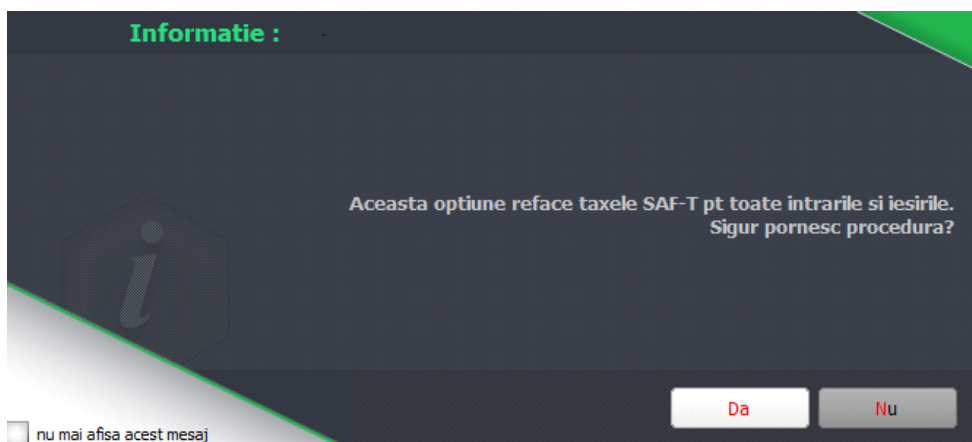 Informatie :
Aceasta optiune reface taxele SAF-T pt toate intrarile si iesirile.
Sigur pornesc procedura?
Da
Nu
nu mai afisa acest mesaj